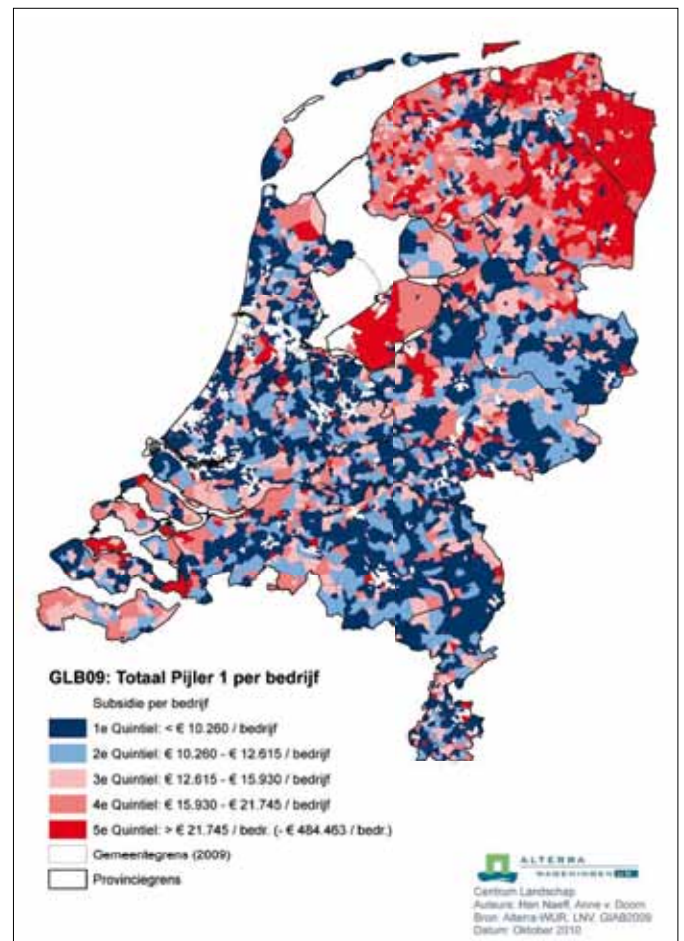 GLB09: Totaal Pijler 1 per bedrijf
Subsidie per bedrijf
1e Quintiel: < € 10.260 / bedrijf
2e Quintiel: € 10.260 - € 12.615 / bedrijf
3e Quintiel: € 12.615 - € 15.930 / bedrijf
4e Quintiel: € 15.930 - € 21.745 / bedrijf
5e Quintiel: > € 21.745 / bedr. (- € 484.463 / bedr.)
Gemeentegrens (2009)
Provinciegrens
ALTERRA
WAGENINGEN UR
Centrum Landschap
Auteurs: Han Naeff, Anne v. Doorn
Bron: Alterra-WUR, LNV, GIAB2009
Datum: Oktober 2010